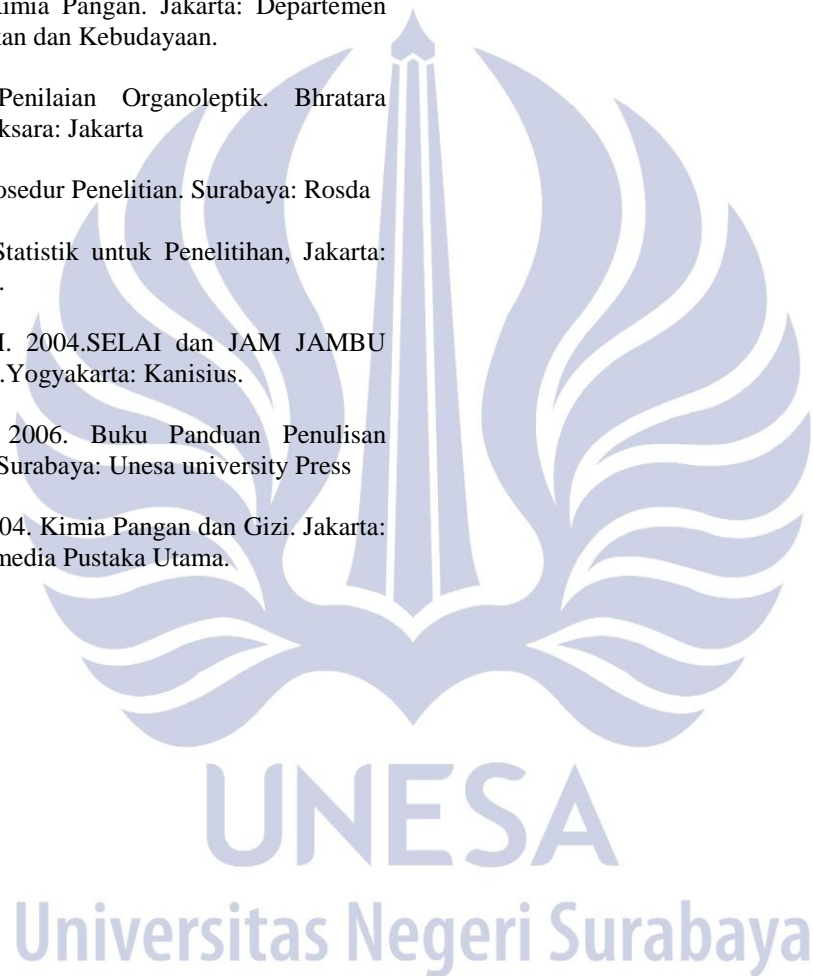 Kimia Pangan. Jakarta: Departemen
kan dan Kebudayaan.
Penilaian Organoleptik. Bhratara
ksara: Jakarta
osedur Penelitian. Surabaya: Rosda
Statistik untuk Penelitihan, Jakarta:
.
2004.SELAI dan JAM JAMBU
.Yogyakarta: Kanisius.
2006. Buku Panduan Penulisan
Surabaya: Unesa university Press
04. Kimia Pangan dan Gizi. Jakarta:
media Pustaka Utama.
UNESA
Universitas Negeri Surabaya